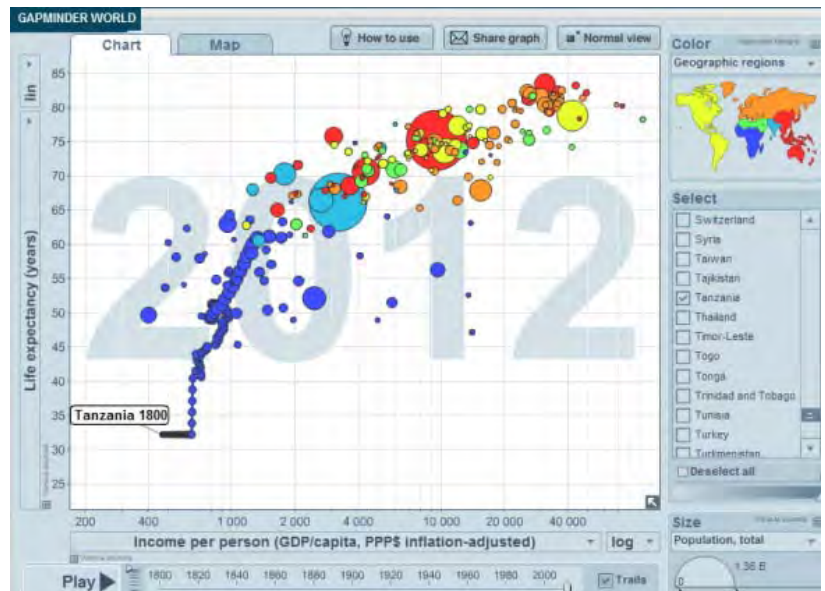 GAPMINDER WORLD
Chart
Map
How to use
Share graph
Normal view
Color
Geographic regions
lin
Life expectancy (years)
85
80
75
70
65
60
55
50
45
40
35
30
25
2012
Tanzania 1800
200
400
1 000
2 000
4 000
10 000
20 000
40 000
Income per person (GDP/capita, PPP$ inflation-adjusted)
log
Select
Switzerland
Syria
Taiwan
Tajikistan
Tanzania
Thailand
Timor-Leste
Togo
Tonga
Trinidad and Tobago
Tunisia
Turkey
Turkmenistan
Deselect all
Size
Population, total
1.36 B
0
Play
1800 1820 1840 1860 1880 1900 1920 1940 1960 1980 2000
Trails